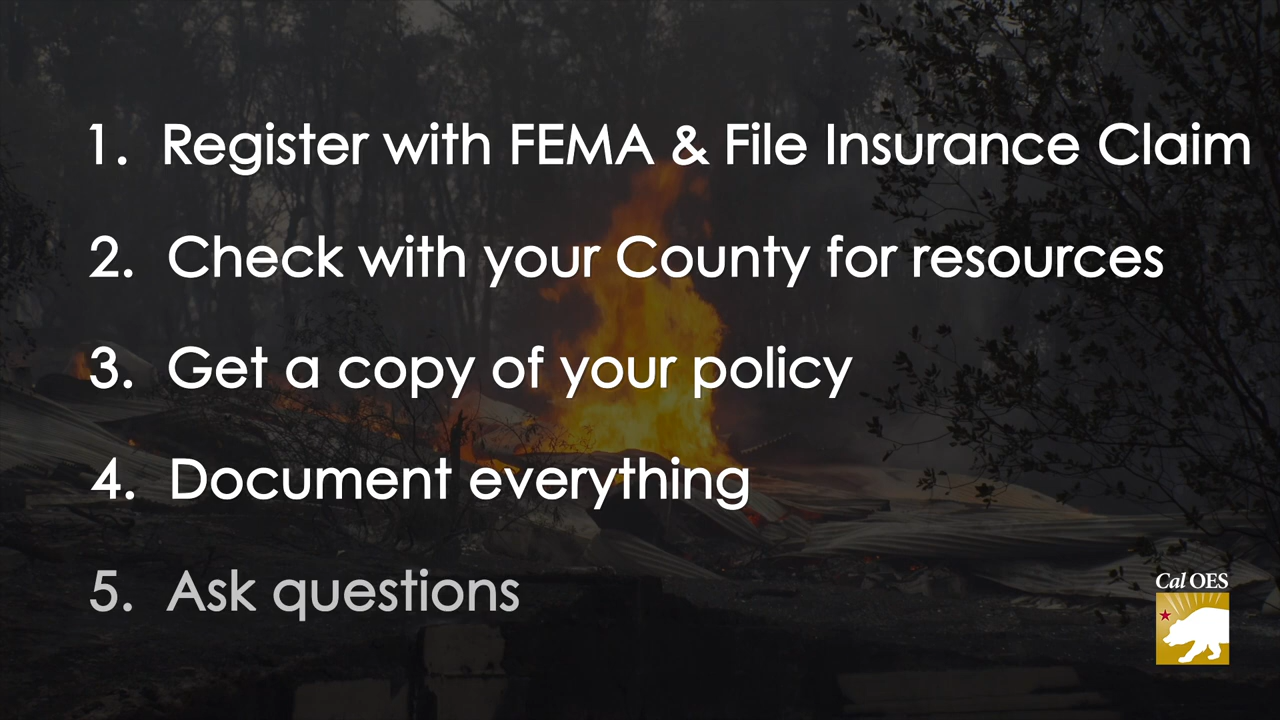 1. Register with FEMA & File Insurance Claim
2. Check with your County for resources
3. Get a copy of your policy
4. Document everything
5. Ask questions
Cal OES